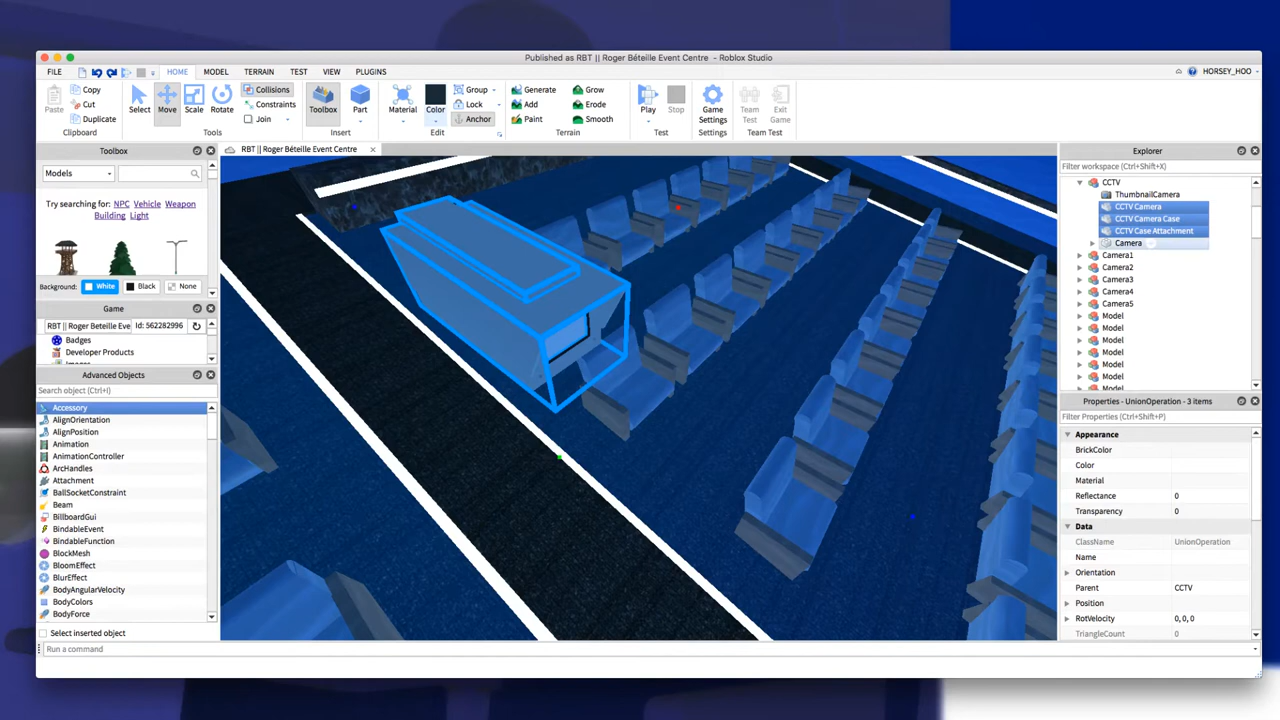 Published as RBT || Roger Béteille Event Centre - Roblox Studio
FILE HOME MODEL TERRAIN TEST VIEW PLUGINS HORSEY_HOO
Paste Copy Cut Duplicate Select Move Scale Rotate Collisions Constraints Join Toolbox Part Material Color Group Lock Anchor Generate Add Paint Grow Erode Smooth Play Stop Game Settings Team Test Exit Game
Clipboard Tools Insert Edit Terrain Test Settings Team Test
Toolbox
RBT || Roger Béteille Event Centre
Explorer
Models
Filter workspace (Ctrl+Shift+X)
Try searching for: NPC Vehicle Weapon
Building Light
Background: White Black None
Game
RBT || Roger Beteille Eve Id: 562282996
Badges
Developer Products
Advanced Objects
Search object (Ctrl+I)
Accessory
AlignOrientation
AlignPosition
Animation
AnimationController
ArcHandles
Attachment
BallSocketConstraint
Beam
BillboardGui
BindableEvent
BindableFunction
BlockMesh
BloomEffect
BlurEffect
BodyAngularVelocity
BodyColors
BodyForce
Select inserted object
Run a command
CCTV
ThumbnailCamera
CCTV Camera
CCTV Camera Case
CCTV Case Attachment
Camera
Camera1
Camera2
Camera3
Camera4
Camera5
Model
Model
Model
Model
Model
Model
Model
Properties - UnionOperation - 3 items
Filter Properties (Ctrl+Shift+P)
Appearance
BrickColor
Color
Material
Reflectance 0
Transparency 0
Data
ClassName UnionOperation
Name
Orientation
Parent CCTV
Position
RotVelocity 0, 0, 0
TriangleCount 0